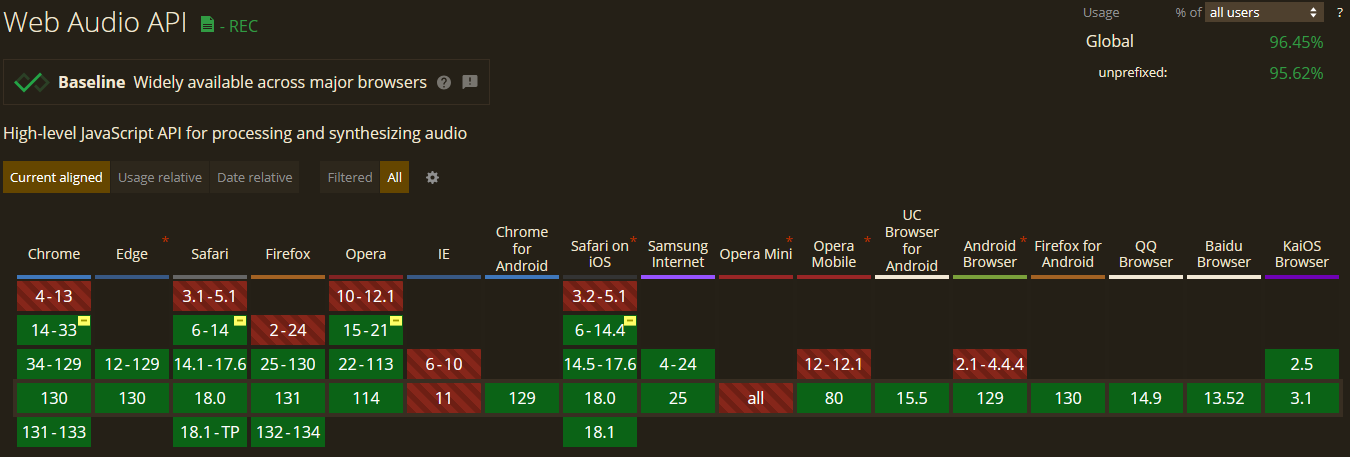 Web Audio API - REC
Usage % of all users ?
Global 96.45%
unprefixed: 95.62%
Baseline Widely available across major browsers ?
High-level JavaScript API for processing and synthesizing audio
Current aligned Usage relative Date relative Filtered All
Chrome Edge * Safari Firefox Opera IE Chrome for Android Safari on iOS * Samsung Internet Opera Mini * Opera Mobile * UC Browser for Android Android Browser * Firefox for Android QQ Browser Baidu Browser KaiOS Browser
4-13 3.1-5.1 10-12.1 3.2-5.1
14-33 6-14 2-24 15-21 6-14.4
34-129 12-129 14.1-17.6 25-130 22-113 6-10 14.5-17.6 4-24 12-12.1 2.1-4.4.4 2.5
130 130 18.0 131 114 11 129 18.0 25 all 80 15.5 129 130 14.9 13.52 3.1
131-133 18.1-TP 132-134 18.1